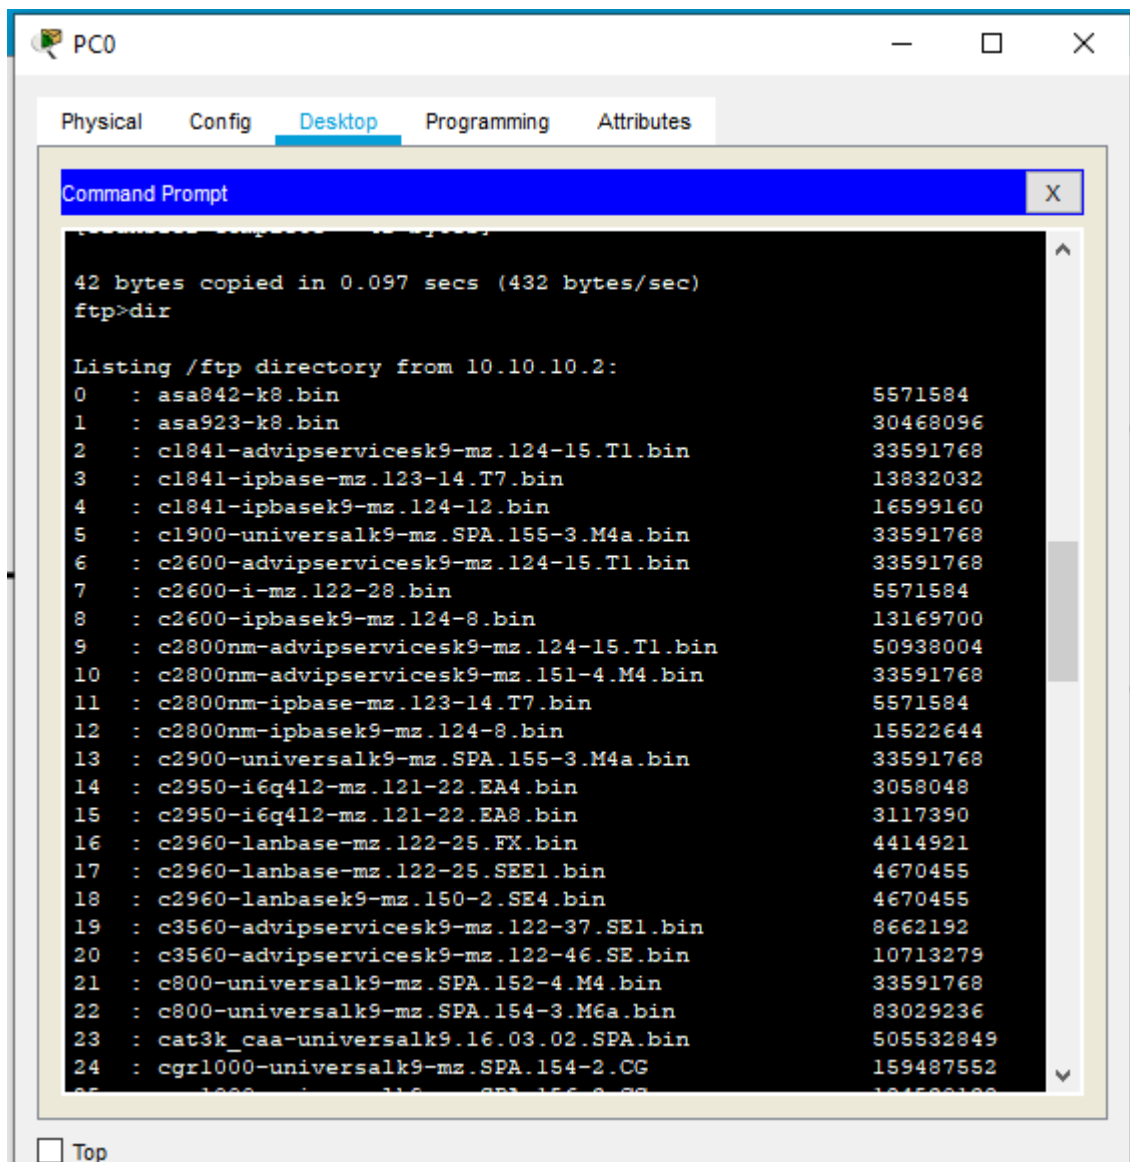 PC0
Physical Config Desktop Programming Attributes
Command Prompt X
42 bytes copied in 0.097 secs (432 bytes/sec)
ftp>dir
Listing /ftp directory from 10.10.10.2:
0 : asa842-k8.bin 5571584
1 : asa923-k8.bin 30468096
2 : c1841-advipservicesk9-mz.124-15.T1.bin 33591768
3 : c1841-ipbase-mz.123-14.T7.bin 13832032
4 : c1841-ipbasek9-mz.124-12.bin 16599160
5 : c1900-universalk9-mz.SPA.155-3.M4a.bin 33591768
6 : c2600-advipservicesk9-mz.124-15.T1.bin 33591768
7 : c2600-i-mz.122-28.bin 5571584
8 : c2600-ipbasek9-mz.124-8.bin 13169700
9 : c2800nm-advipservicesk9-mz.124-15.T1.bin 50938004
10 : c2800nm-advipservicesk9-mz.151-4.M4.bin 33591768
11 : c2800nm-ipbase-mz.123-14.T7.bin 5571584
12 : c2800nm-ipbasek9-mz.124-8.bin 15522644
13 : c2900-universalk9-mz.SPA.155-3.M4a.bin 33591768
14 : c2950-i6q4l2-mz.121-22.EA4.bin 3058048
15 : c2950-i6q4l2-mz.121-22.EA8.bin 3117390
16 : c2960-lanbase-mz.122-25.FX.bin 4414921
17 : c2960-lanbase-mz.122-25.SEE1.bin 4670455
18 : c2960-lanbasek9-mz.150-2.SE4.bin 4670455
19 : c3560-advipservicesk9-mz.122-37.SE1.bin 8662192
20 : c3560-advipservicesk9-mz.122-46.SE.bin 10713279
21 : c800-universalk9-mz.SPA.152-4.M4.bin 33591768
22 : c800-universalk9-mz.SPA.154-3.M6a.bin 83029236
23 : cat3k_caa-universalk9.16.03.02.SPA.bin 505532849
24 : cgr1000-universalk9-mz.SPA.154-2.CG 159487552
Top